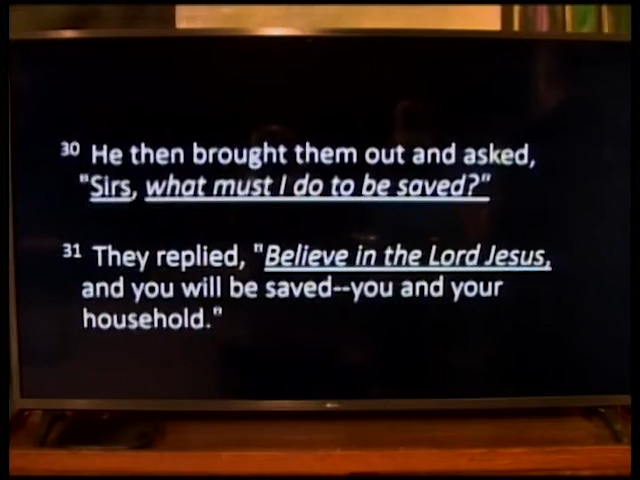 30 He then brought them out and asked,
"Sirs, what must I do to be saved?"
31 They replied, "Believe in the Lord Jesus,
and you will be saved--you and your
household."